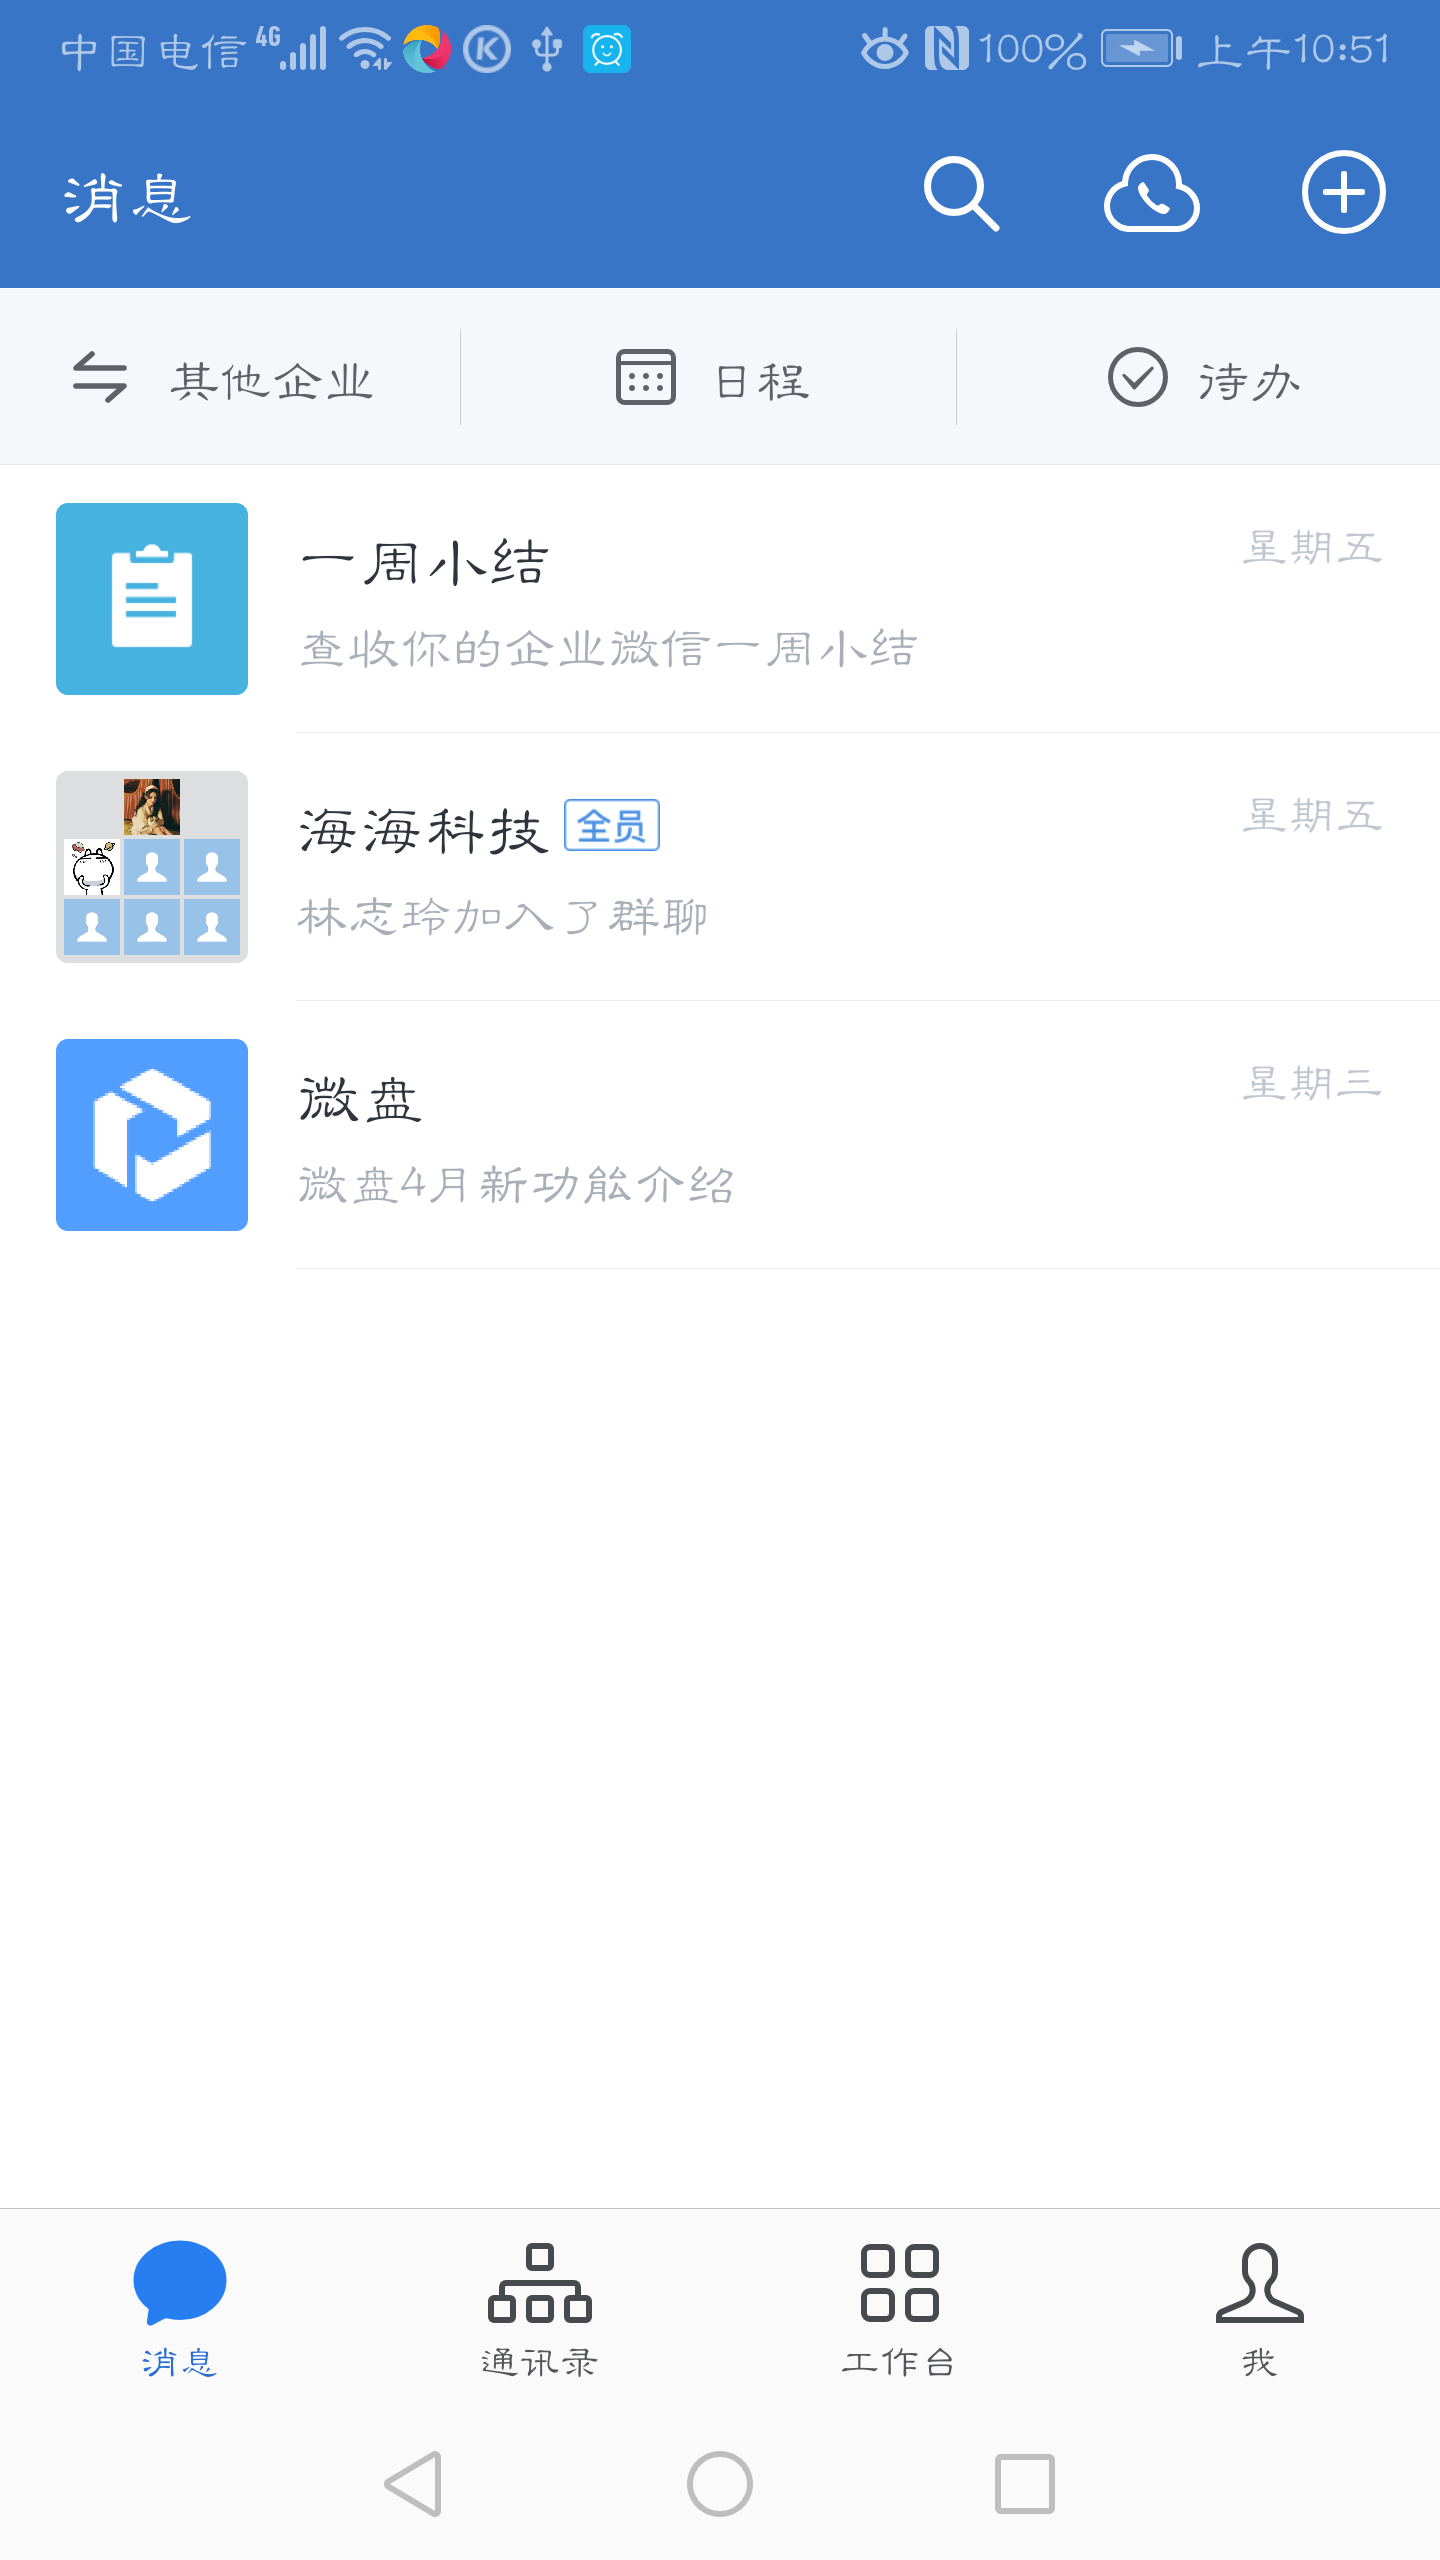 中国电信 4G 100% 上午10:51
消息
其他企业 日程 待办
一周小结 星期五
查收你的企业微信一周小结
海海科技 全员 星期五
林志玲加入了群聊
微盘 星期三
微盘4月新功能介绍
消息 通讯录 工作台 我